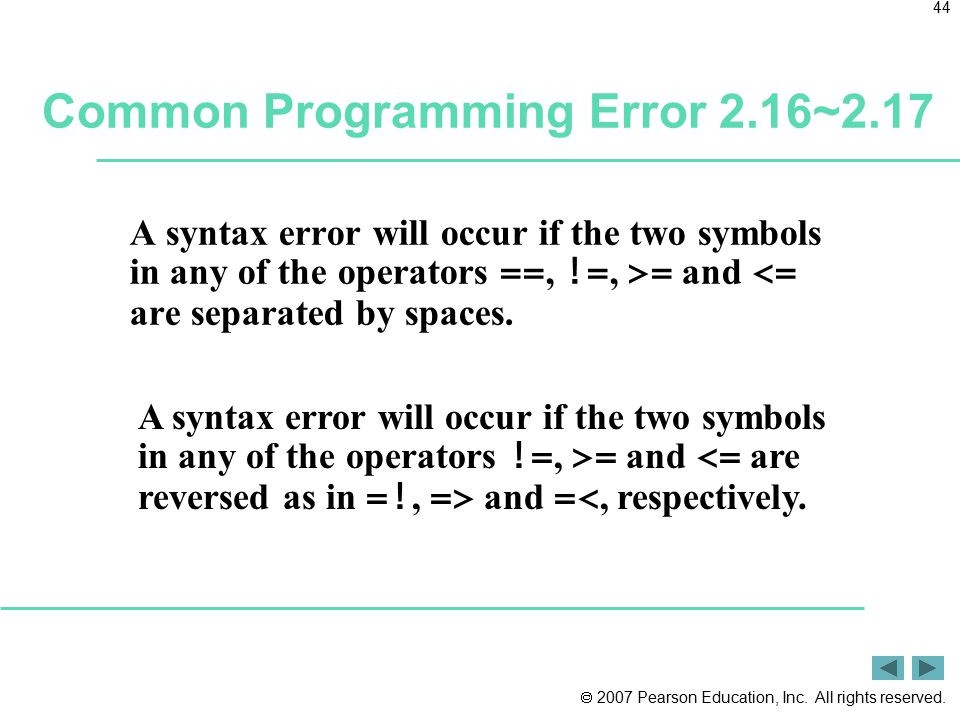 44
Common Programming Error 2.16~2.17
A syntax error will occur if the two symbols
in any of the operators ==, !=, >= and <=
are separated by spaces.
A syntax error will occur if the two symbols
in any of the operators !=, >= and <= are
reversed as in =!, => and =<, respectively.
© 2007 Pearson Education, Inc. All rights reserved.